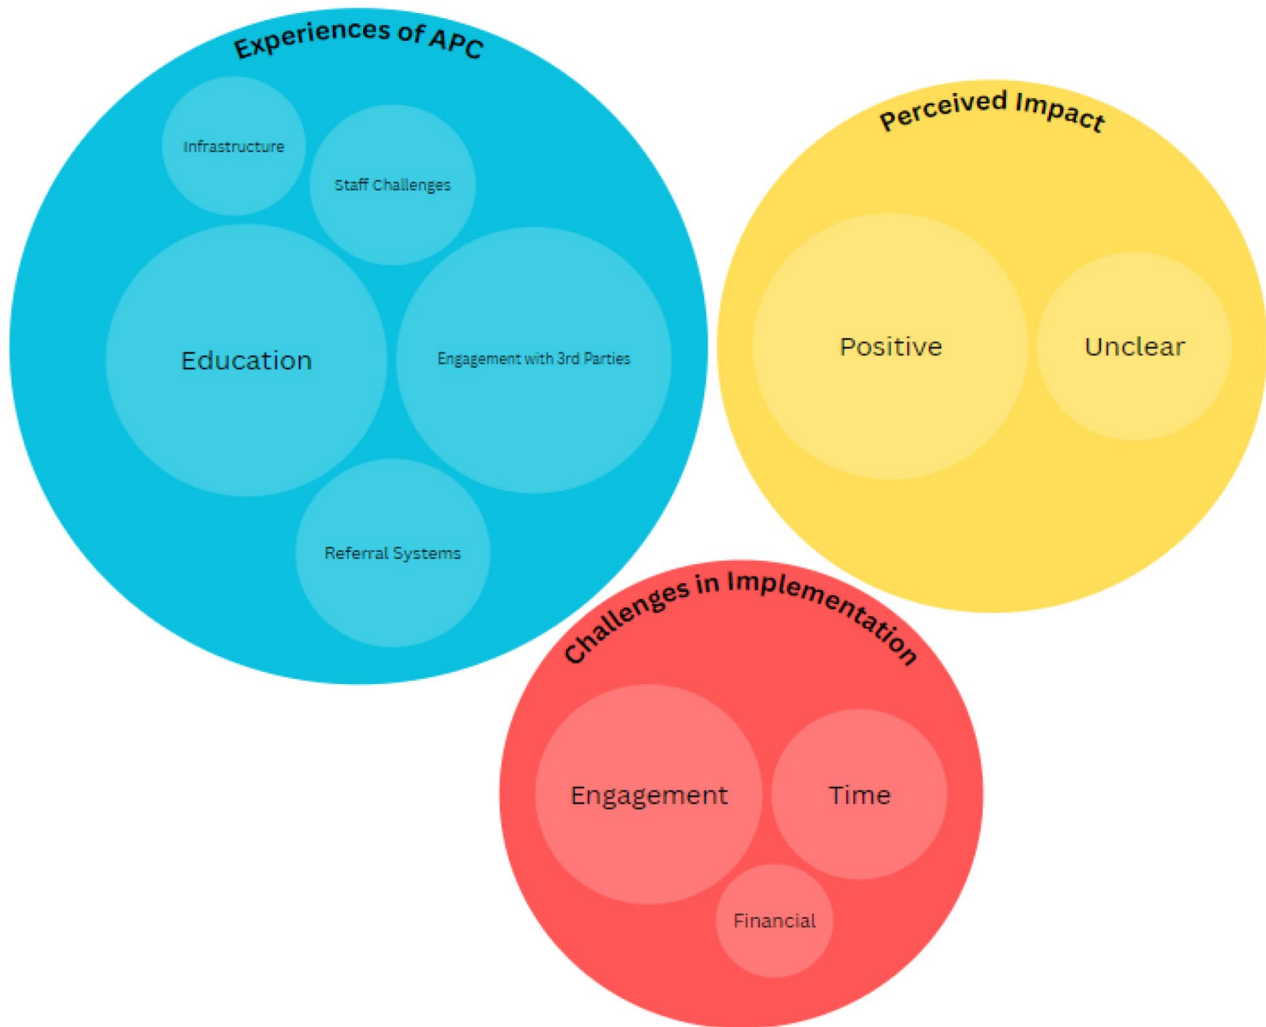 Experiences of APC
Infrastructure
Staff Challenges
Education
Engagement with 3rd Parties
Referral Systems
Perceived Impact
Positive
Unclear
Challenges in Implementation
Engagement
Time
Financial